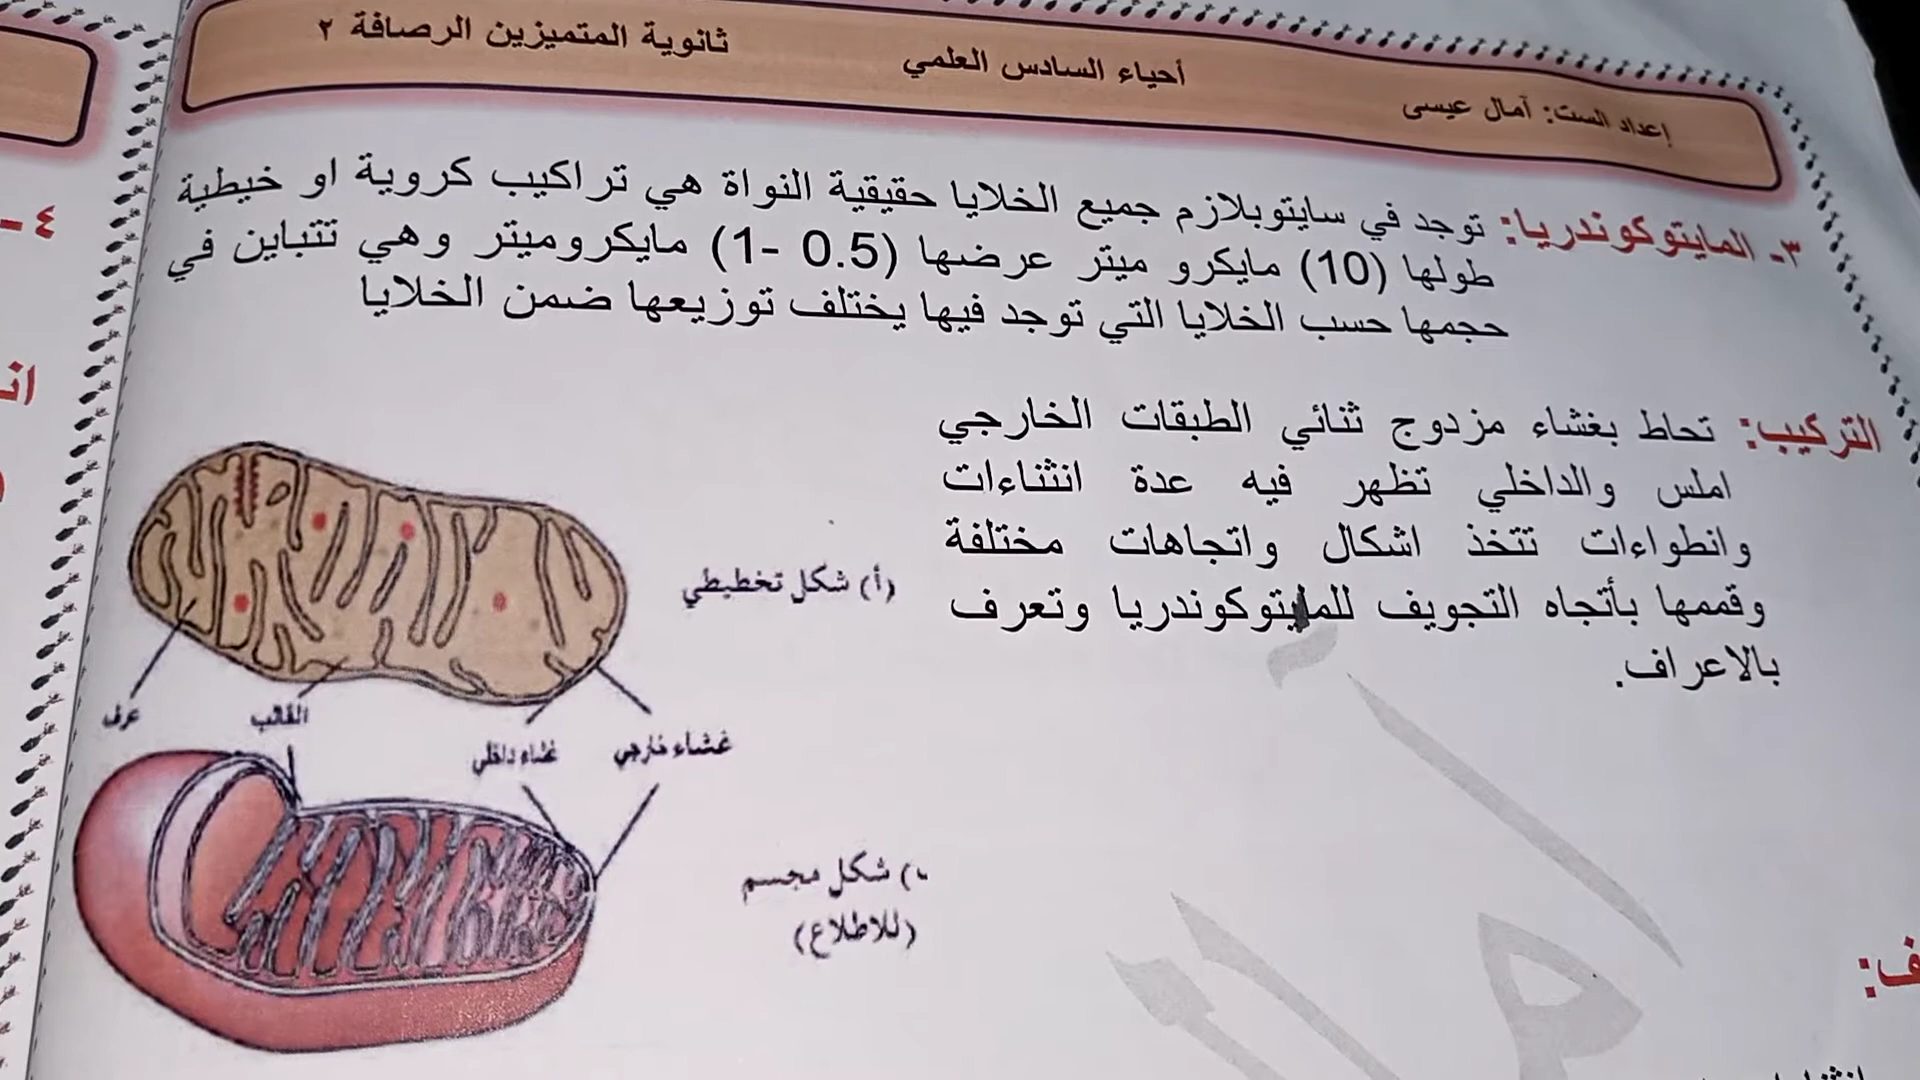 ثانوية المتميزين الرصافة ٢
أحياء السادس العلمي
إعداد الست: آمال عيسى
٣- المايتوكوندريا: توجد في سايتوبلازم جميع الخلايا حقيقية النواة هي تراكيب كروية او خيطية
طولها (10) مايكرو ميتر عرضها (0.5 -1) مايكروميتر وهي تتباين في
حجمها حسب الخلايا التي توجد فيها يختلف توزيعها ضمن الخلايا
التركيب: تحاط بغشاء مزدوج ثنائي الطبقات الخارجي
املس والداخلي تظهر فيه عدة انثناءات
وانطواءات تتخذ اشكال واتجاهات مختلفة
وقممها بأتجاه التجويف للمايتوكوندريا وتعرف
بالاعراف.
(أ) شكل تخطيطي
عرف
القالب
غشاء داخلي
غشاء خارجي
شكل مجسم
(للاطلاع)
٤-
آمال